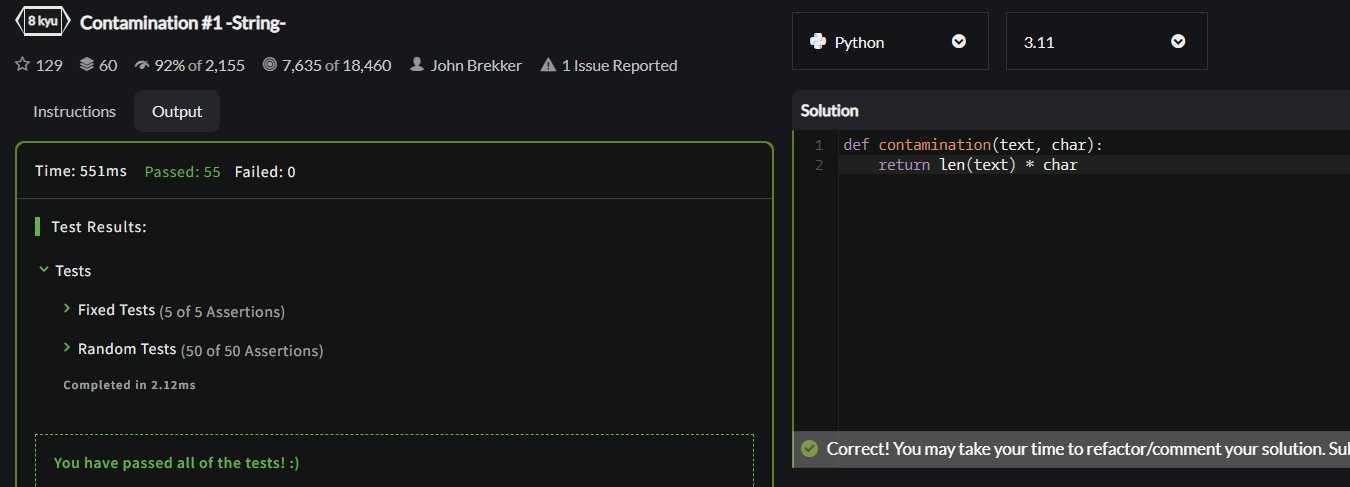 8 kyu Contamination #1 -String-
129 60 92% of 2,155 7,635 of 18,460 John Brekker 1 Issue Reported
Instructions Output
Time: 551ms Passed: 55 Failed: 0
Test Results:
Tests
Fixed Tests (5 of 5 Assertions)
Random Tests (50 of 50 Assertions)
Completed in 2.12ms
You have passed all of the tests! :)
Python 3.11
Solution
1 def contamination(text, char):
2 return len(text) * char
Correct! You may take your time to refactor/comment your solution.